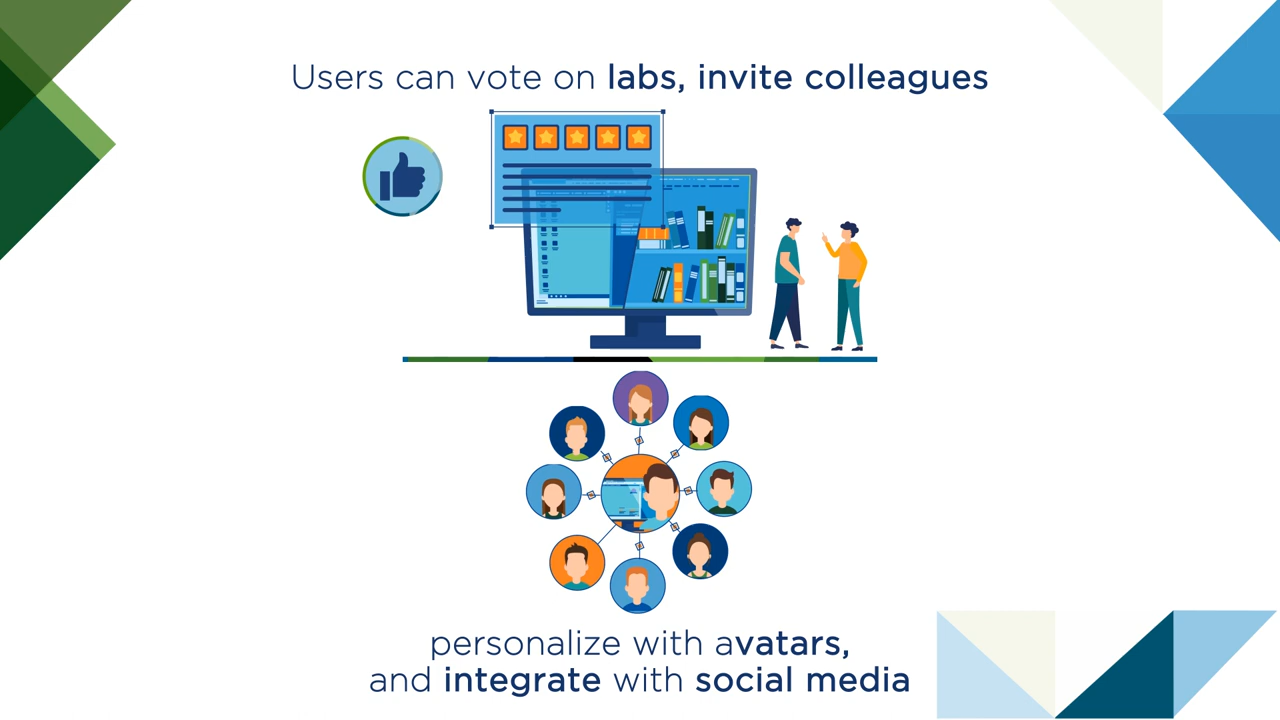 Users can vote on labs, invite colleagues
personalize with avatars,
and integrate with social media